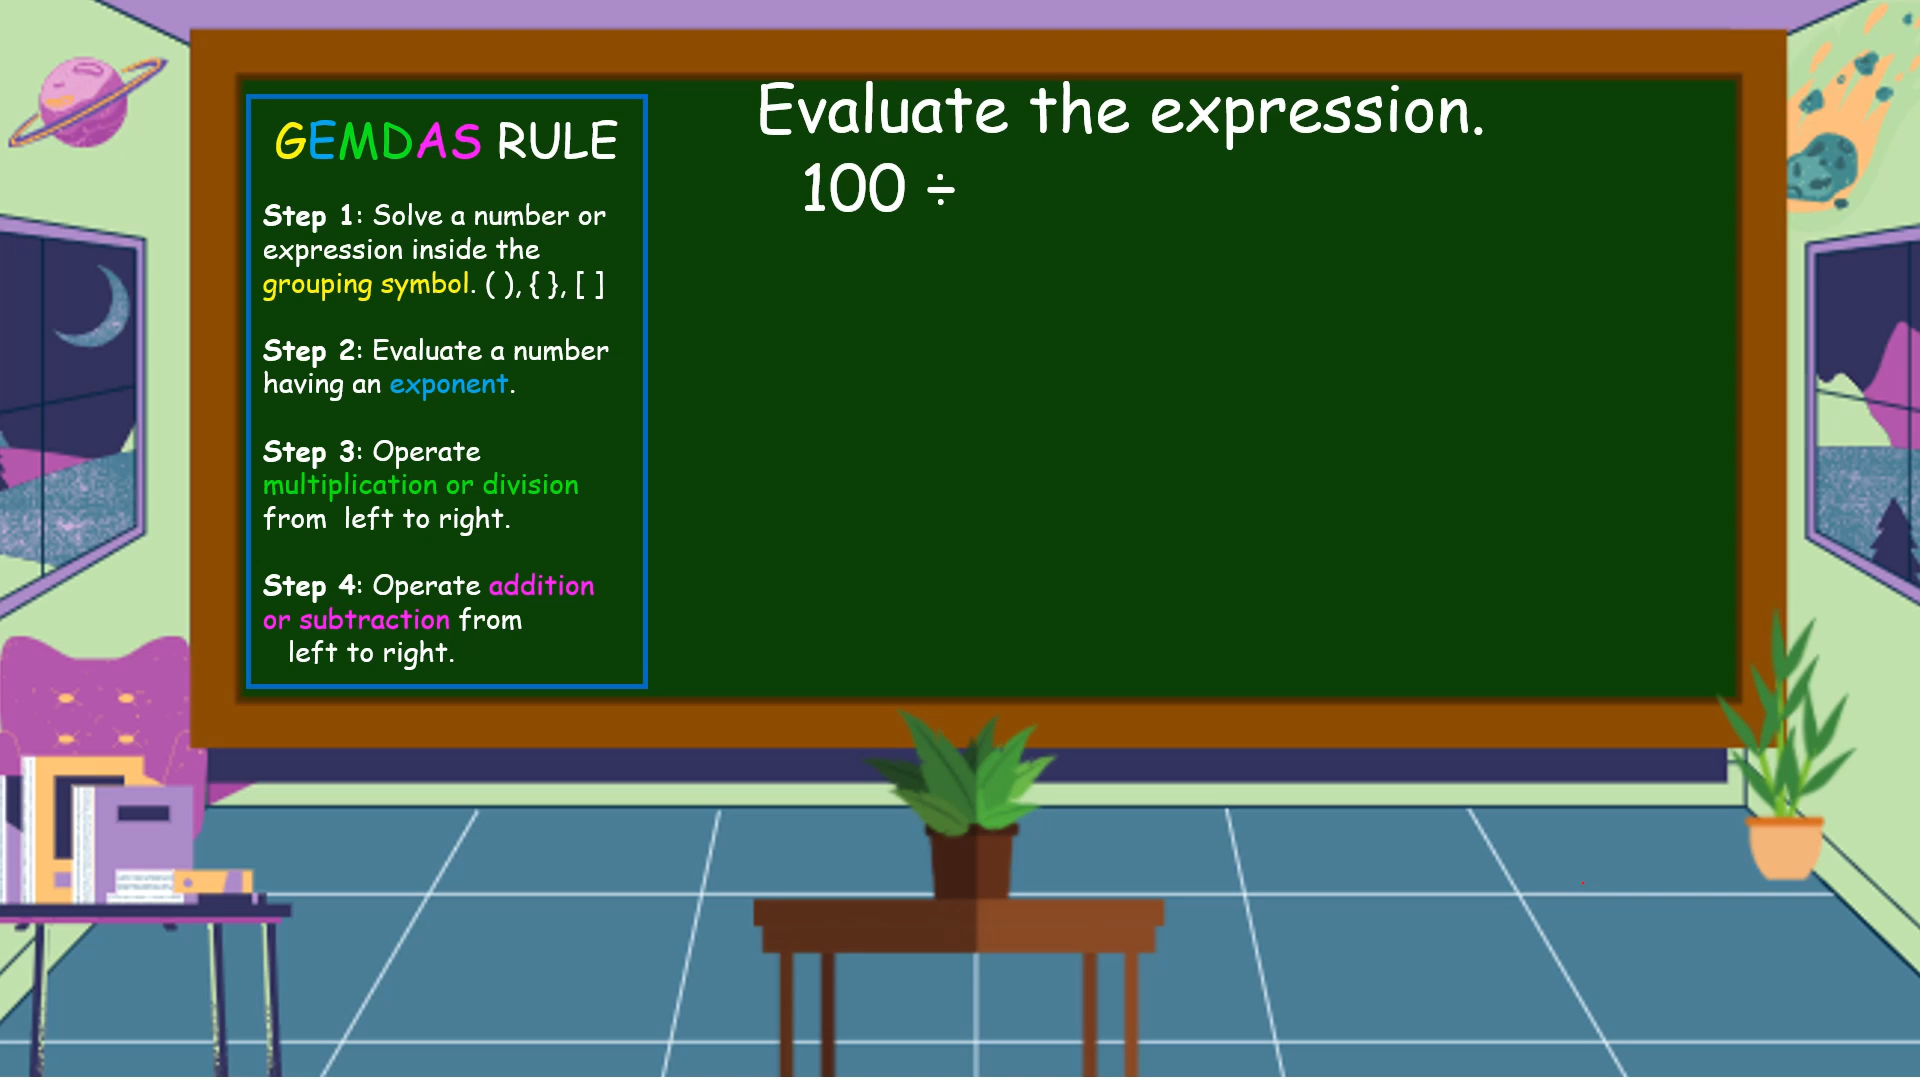 GEMDAS RULE
Step 1: Solve a number or
expression inside the
grouping symbol. ( ), { }, [ ]
Step 2: Evaluate a number
having an exponent.
Step 3: Operate
multiplication or division
from left to right.
Step 4: Operate addition
or subtraction from
left to right.
Evaluate the expression.
100 ÷